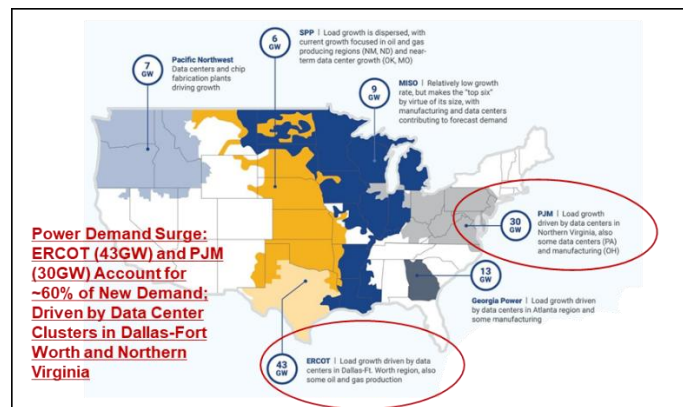 6
GW
SPP | Load growth is dispersed, with
current growth focused in oil and gas
producing regions (NM, ND) and near-
term data center growth (OK, MO)
7
GW
Pacific Northwest
Data centers and chip
fabrication plants
driving growth
9
GW
MISO | Relatively low growth
rate, but makes the "top six"
by virtue of its size, with
manufacturing and data centers
contributing to forecast demand
Power Demand Surge:
ERCOT (43GW) and PJM
(30GW) Account for
~60% of New Demand;
Driven by Data Center
Clusters in Dallas-Fort
Worth and Northern
Virginia
30
GW
PJM | Load growth
driven by data centers in
Northern Virginia, also
some data centers (PA)
and manufacturing (OH)
13
GW
Georgia Power | Load growth driven
by data centers in Atlanta region and
some manufacturing
43
GW
ERCOT | Load growth driven by data
centers in Dallas-Ft. Worth region, also
some oil and gas production